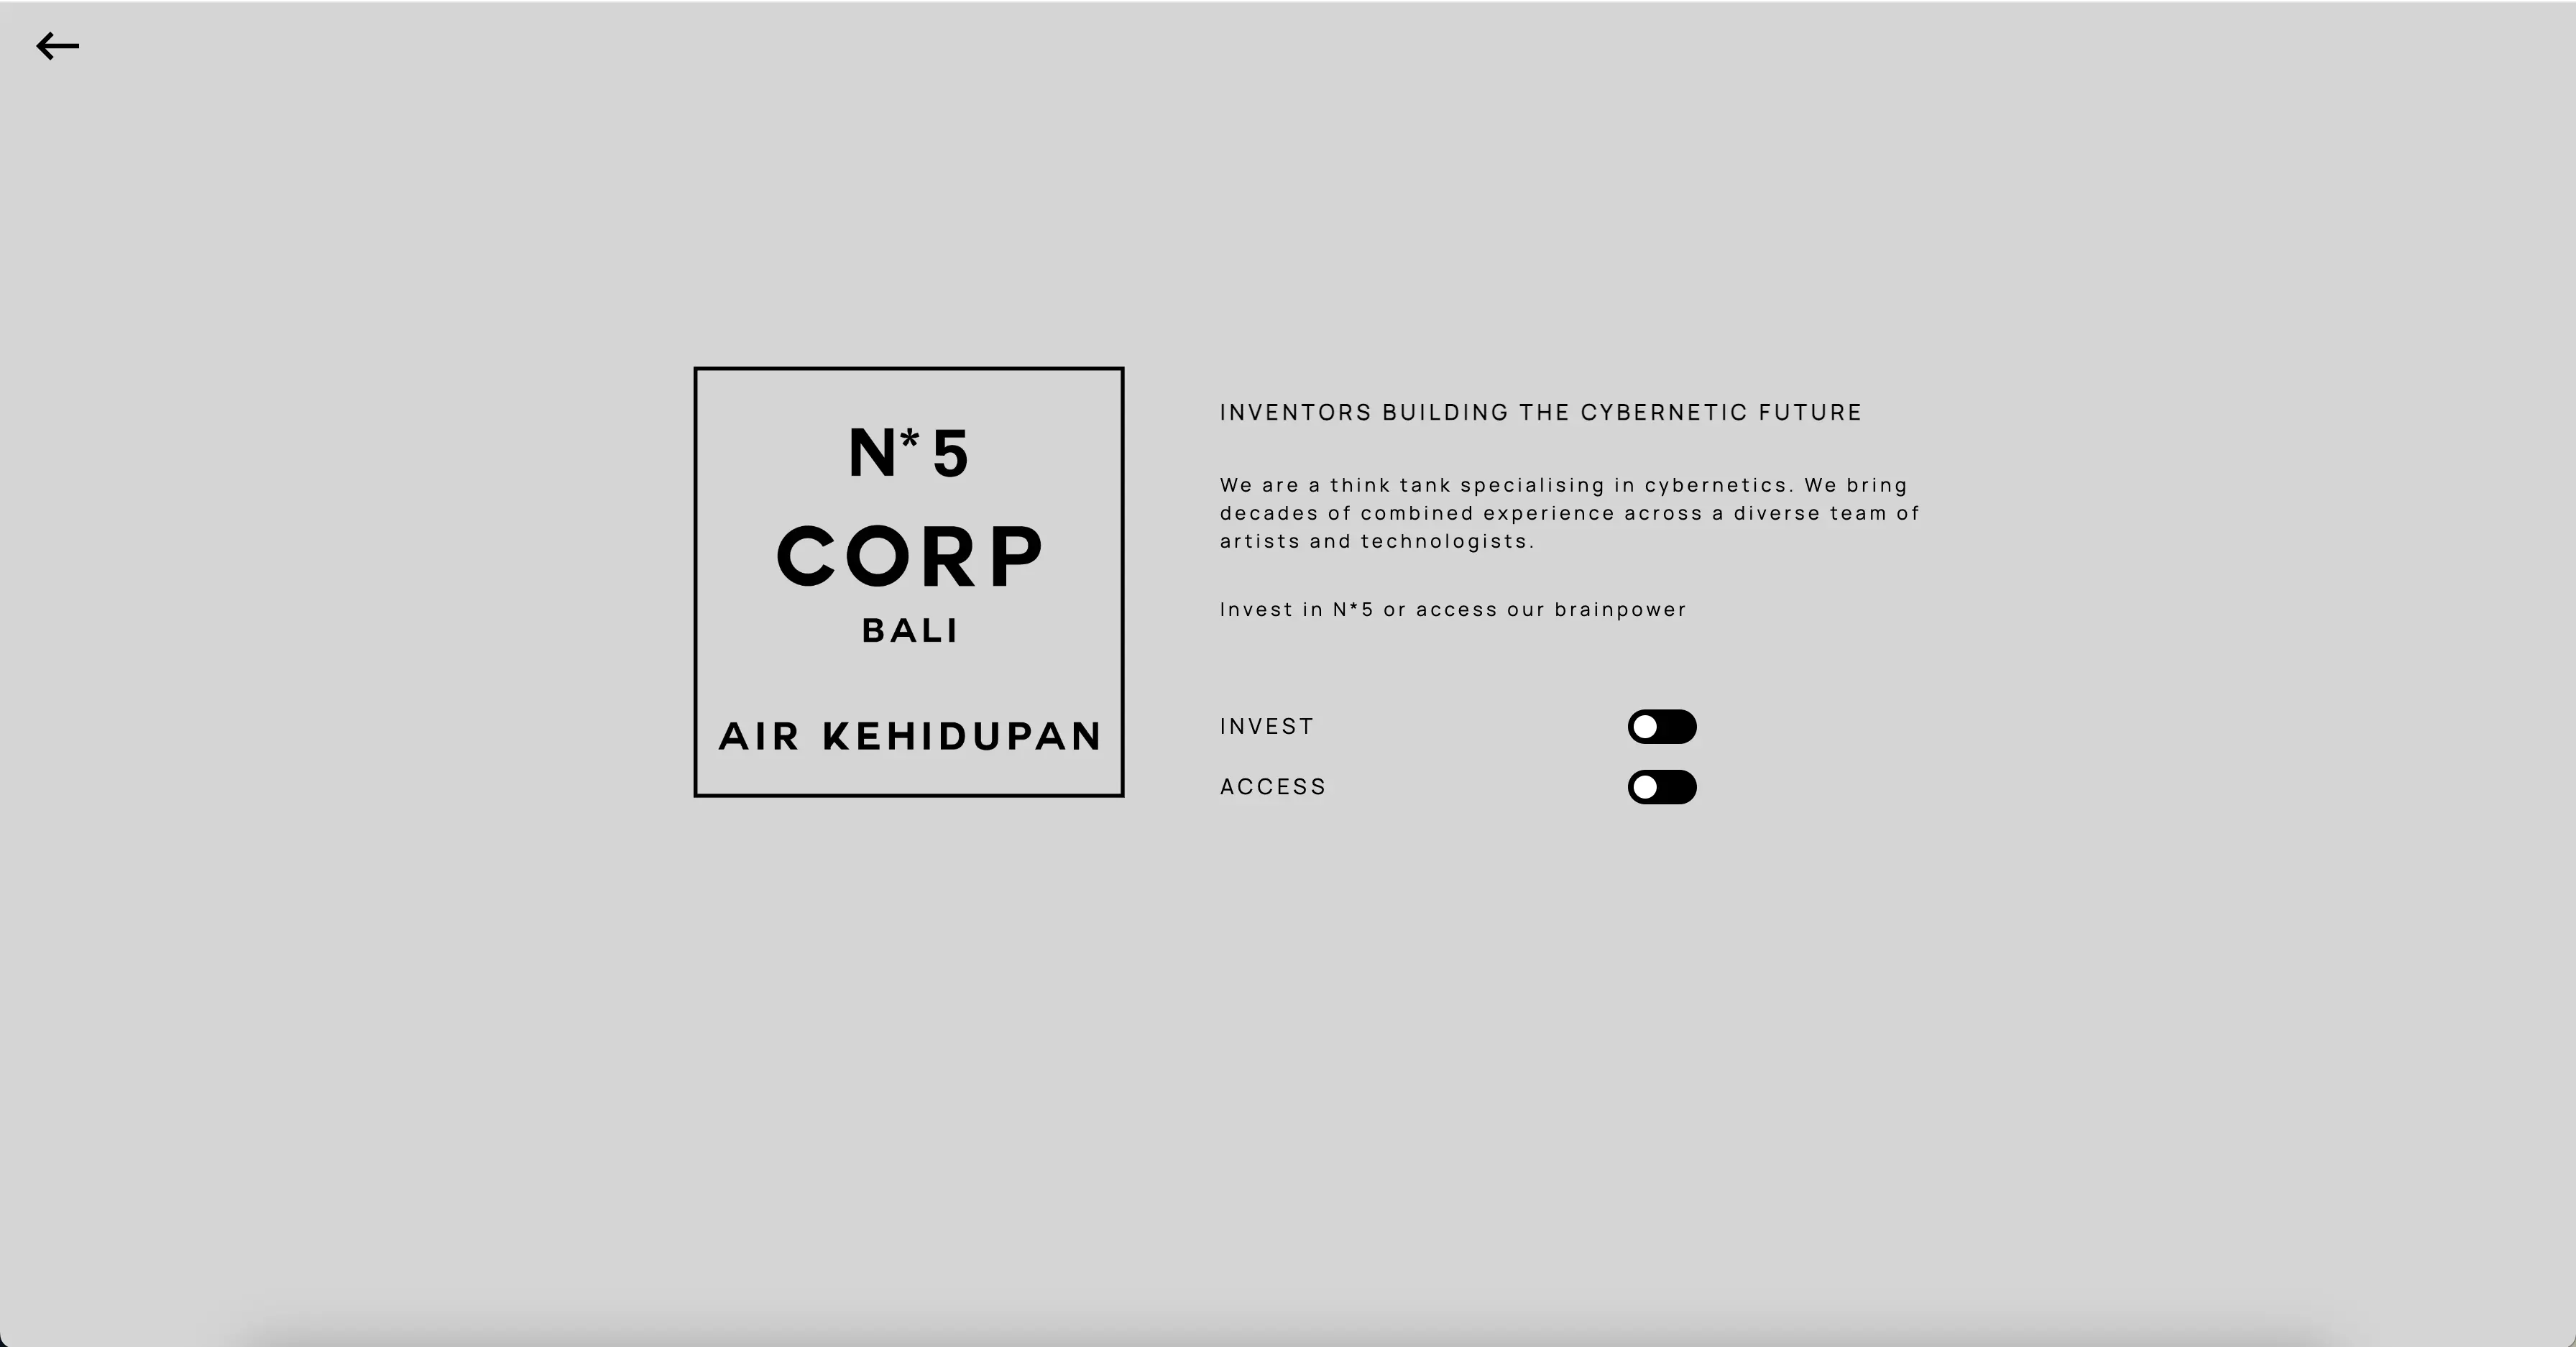 N*5
CORP
BALI
AIR KEHIDUPAN
INVENTORS BUILDING THE CYBERNETIC FUTURE
We are a think tank specialising in cybernetics. We bring
decades of combined experience across a diverse team of
artists and technologists.
Invest in N*5 or access our brainpower
INVEST
ACCESS